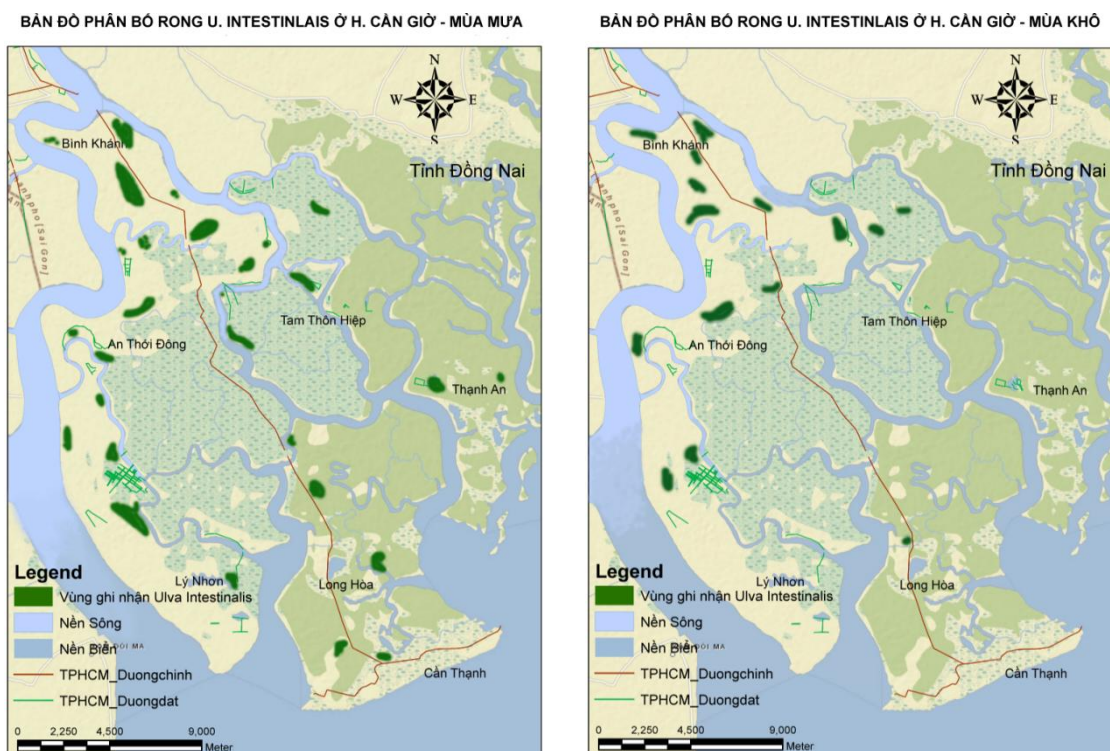 BẢN ĐỒ PHÂN BỐ RONG U. INTESTINLAIS Ở H. CẦN GIỜ - MÙA MƯA
N
W E
S
Bình Khánh
Tỉnh Đồng Nai
Tam Thôn Hiệp
An Thới Đông
Thạnh An
Legend
Lý Nhơn
Long Hòa
Vùng ghi nhận Ulva Intestinalis
Nền Sông
Nền Biển
TPHCM_Duongchinh
Cần Thạnh
TPHCM_Duongdat
0 2,250 4,500 9,000
Meter
BẢN ĐỒ PHÂN BỐ RONG U. INTESTINLAIS Ở H. CẦN GIỜ - MÙA KHÔ
N
W E
S
Bình Khánh
Tỉnh Đồng Nai
Tam Thôn Hiệp
An Thới Đông
Thạnh An
Legend
Lý Nhơn
Long Hòa
Vùng ghi nhận Ulva Intestinalis
Nền Sông
Nền Biển
TPHCM_Duongchinh
Cần Thạnh
TPHCM_Duongdat
0 2,250 4,500 9,000
Meter